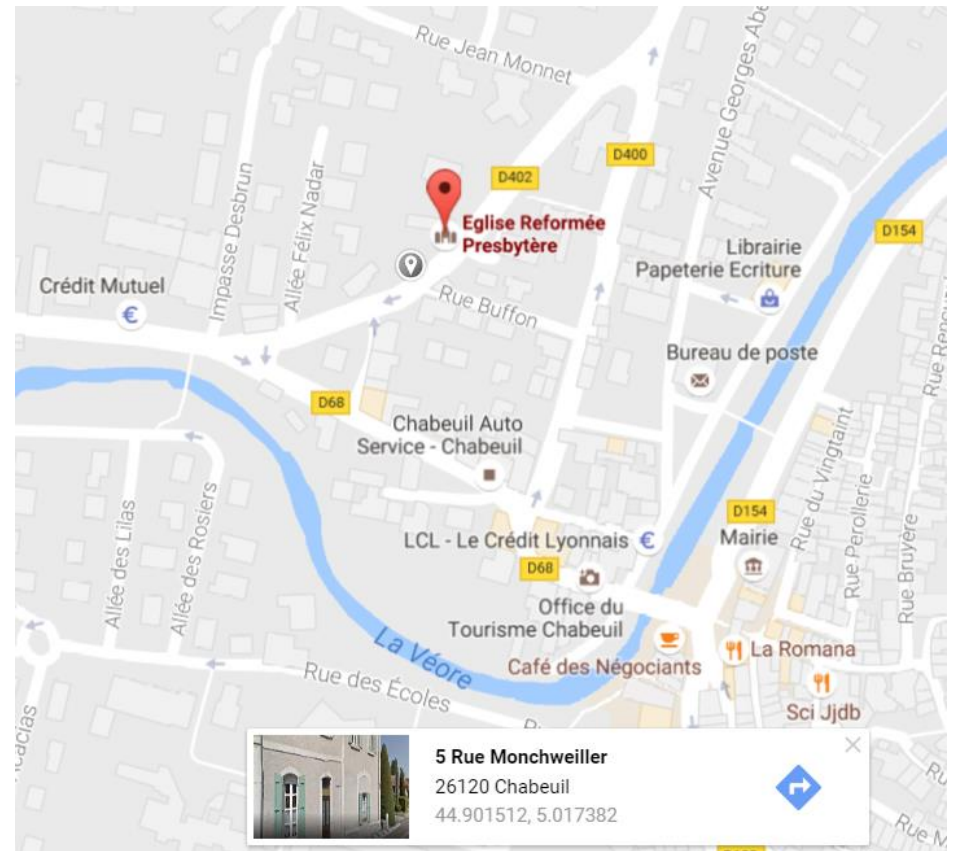 Rue Jean Monnet
Avenue Georges Abe
D400
D402
Impasse Desbrun
Allée Félix Nadar
Eglise Reformée
Presbytère
D154
Librairie
Papeterie Ecriture
Crédit Mutuel
€
Rue Buffon
Bureau de poste
D68
Chabeuil Auto
Service - Chabeuil
Rue du Vingtaint
Rue Perollerie
Rue Bruyère
Allée des Lilas
Allée des Rosiers
D154
Mairie
LCL - Le Crédit Lyonnais €
D68
Office du
Tourisme Chabeuil
La Véore
Café des Négociants
La Romana
Rue des Écoles
Sci Jjdb
5 Rue Monchweiller
26120 Chabeuil
44.901512, 5.017382
Rue M